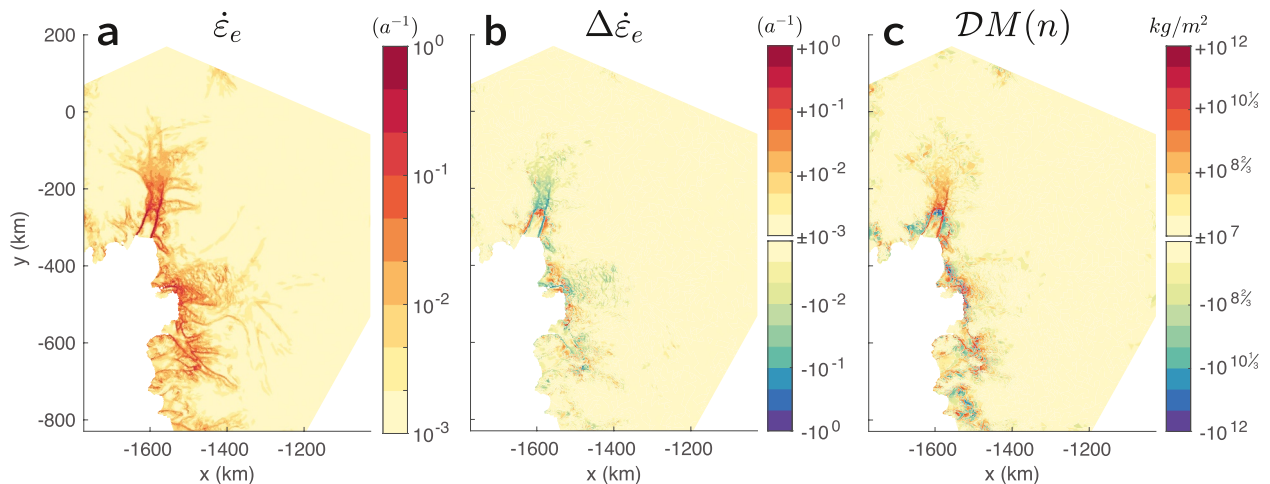 a
ε̇ₑ
(a⁻¹)
b
Δε̇ₑ
(a⁻¹)
c
𝒟M(n)
kg/m²
200
0
-200
-400
-600
-800
y (km)
10⁰
10⁻¹
10⁻²
10⁻³
+10⁰
+10⁻¹
+10⁻²
±10⁻³
-10⁻²
-10⁻¹
-10⁰
+10¹²
+10^10⅓
+10^8⅔
±10⁷
-10^8⅔
-10^10⅓
-10¹²
-1600 -1400 -1200
x (km)
-1600 -1400 -1200
x (km)
-1600 -1400 -1200
x (km)